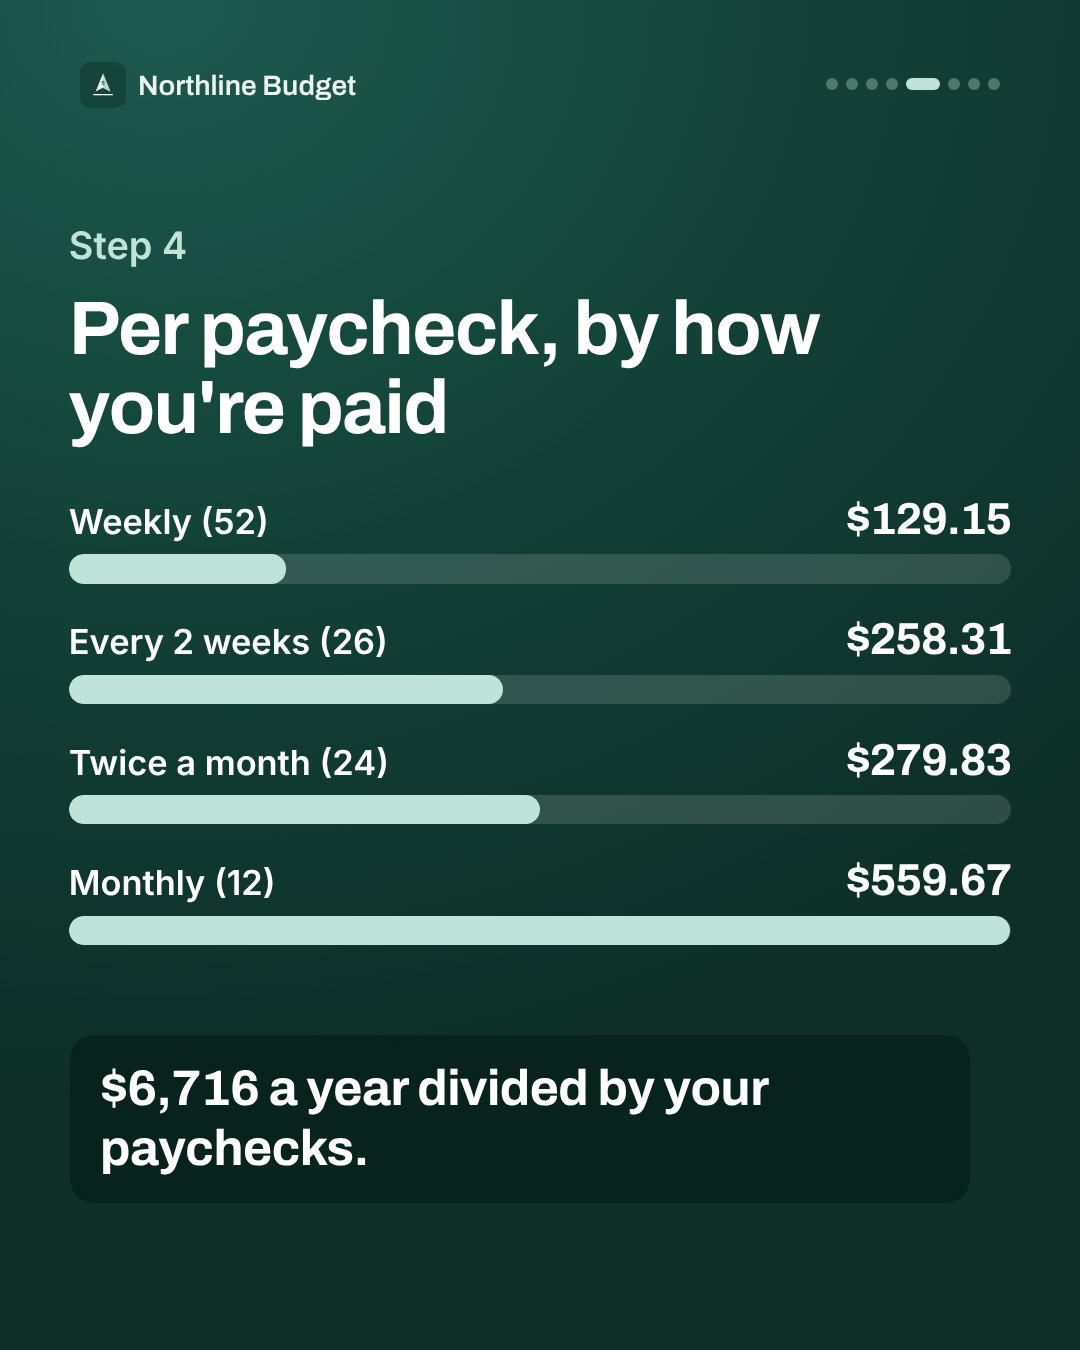 Northline Budget
Step 4
Per paycheck, by how
you're paid
Weekly (52)
$129.15
Every 2 weeks (26)
$258.31
Twice a month (24)
$279.83
Monthly (12)
$559.67
$6,716 a year divided by your
paychecks.